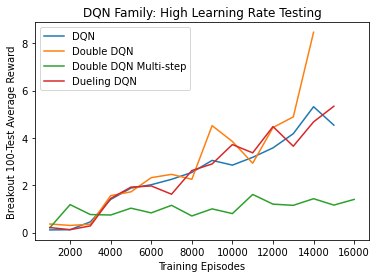 DQN Family: High Learning Rate Testing
DQN
Double DQN
Double DQN Multi-step
Dueling DQN
Breakout 100-Test Average Reward
8
6
4
2
0
2000 4000 6000 8000 10000 12000 14000 16000
Training Episodes